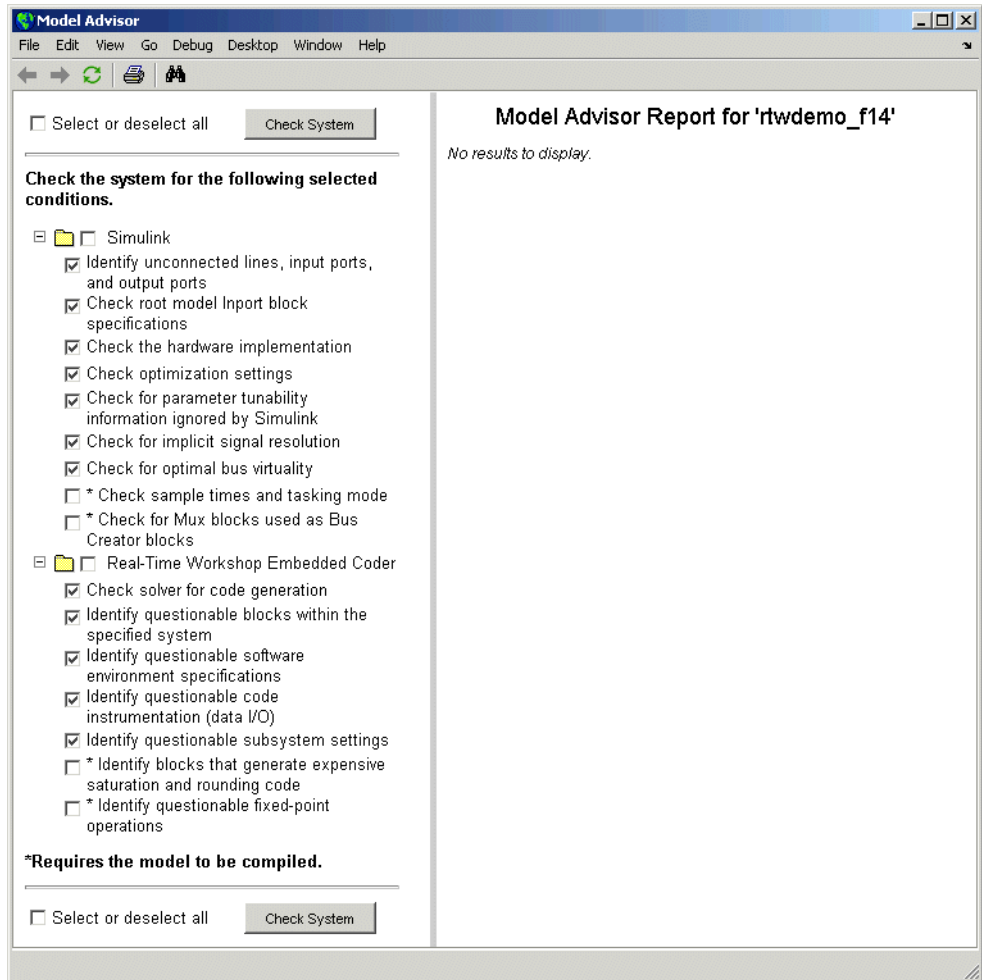 Model Advisor
File Edit View Go Debug Desktop Window Help
Select or deselect all Check System
Check the system for the following selected
conditions.
Simulink
Identify unconnected lines, input ports,
and output ports
Check root model Inport block
specifications
Check the hardware implementation
Check optimization settings
Check for parameter tunability
information ignored by Simulink
Check for implicit signal resolution
Check for optimal bus virtuality
* Check sample times and tasking mode
* Check for Mux blocks used as Bus
Creator blocks
Real-Time Workshop Embedded Coder
Check solver for code generation
Identify questionable blocks within the
specified system
Identify questionable software
environment specifications
Identify questionable code
instrumentation (data I/O)
Identify questionable subsystem settings
* Identify blocks that generate expensive
saturation and rounding code
* Identify questionable fixed-point
operations
*Requires the model to be compiled.
Select or deselect all Check System
Model Advisor Report for 'rtwdemo_f14'
No results to display.